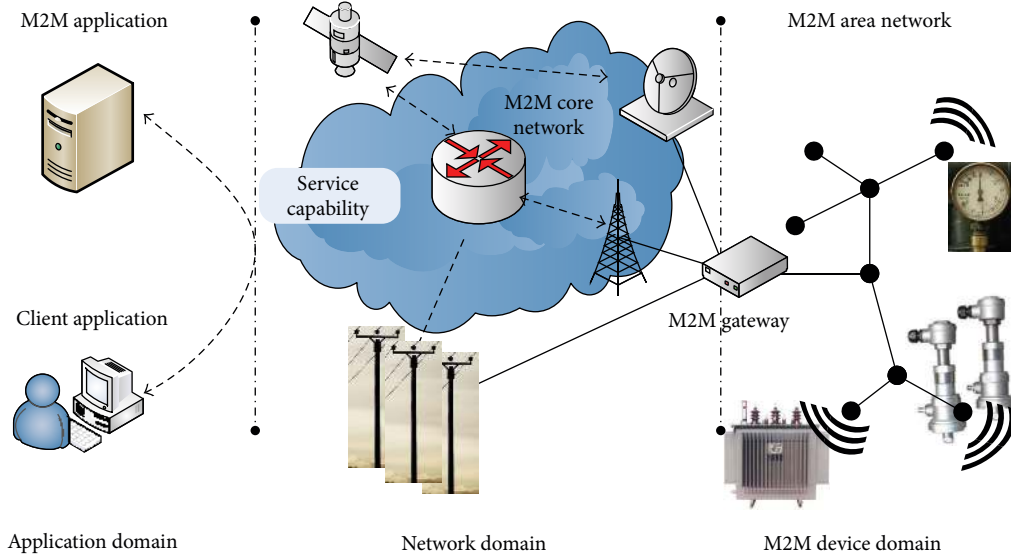 M2M application
M2M area network
M2M core
network
Service
capability
Client application
M2M gateway
Application domain
Network domain
M2M device domain